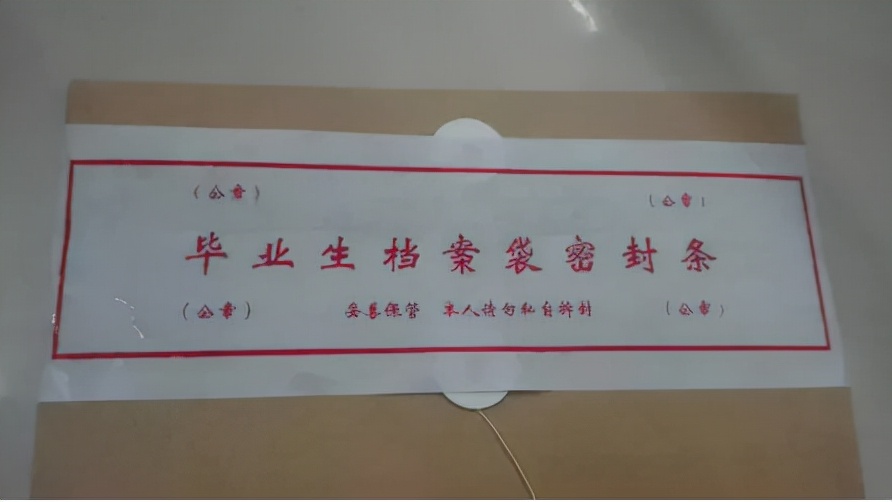 （公章） （公章）
毕业生档案袋密封条
（公章） 妥善保管 本人请勿私自拆封 （公章）